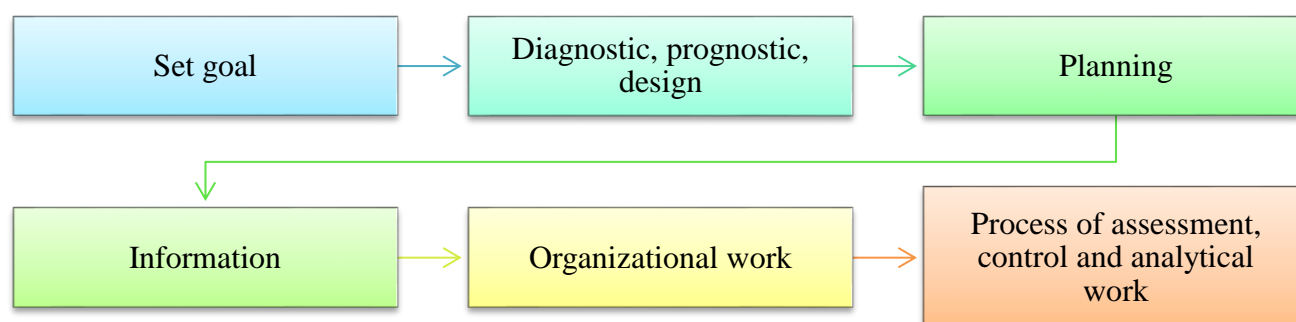 Set goal
Diagnostic, prognostic,
design
Planning
Information
Organizational work
Process of assessment,
control and analytical
work